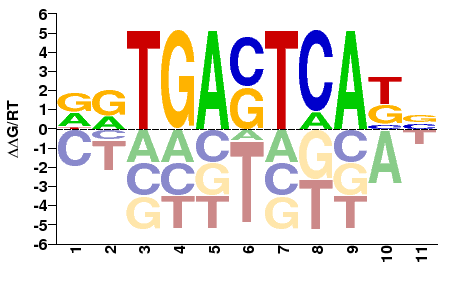 6
5
4
3
2
1
0
-1
-2
-3
-4
-5
-6
ΔΔG/RT
G G T G A C T C A T G
A A G A G C
T C
C C A A C A A G C A T
T C C G T C T G
G T T G T
1 2 3 4 5 6 7 8 9 10 11